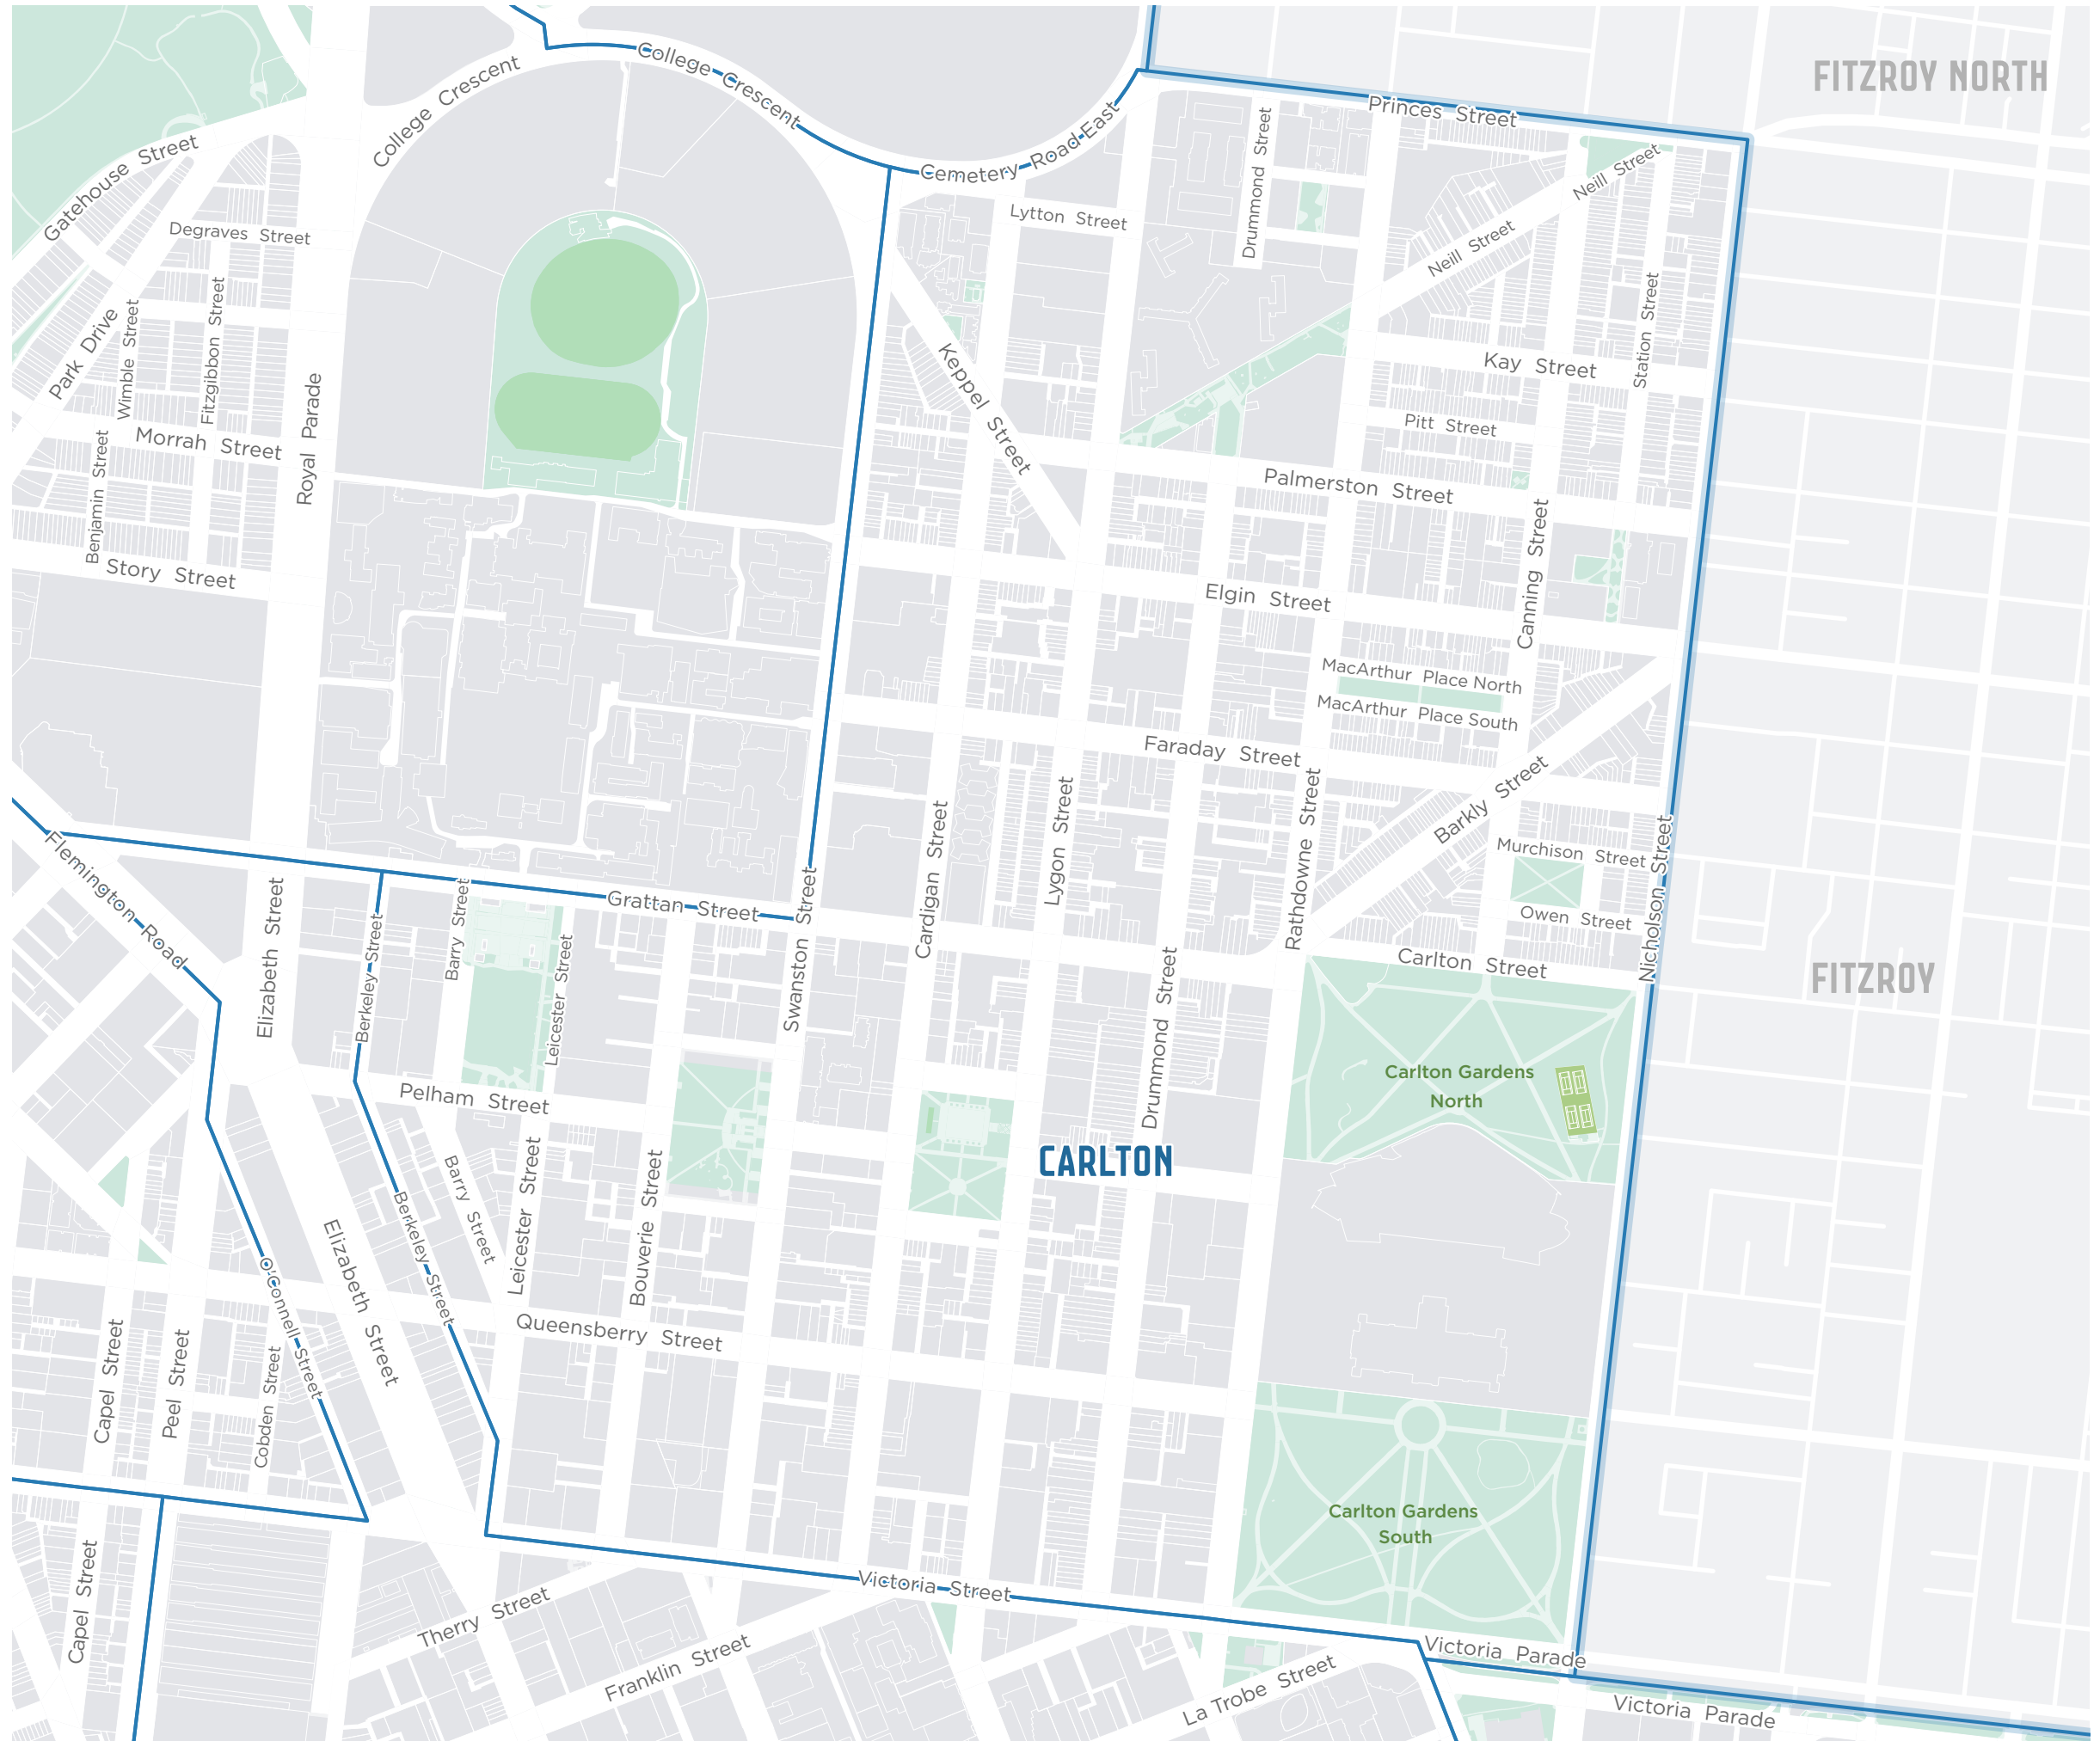 FITZROY NORTH
College Crescent
College Crescent
Princes Street
Cemetery Road East
Gatehouse Street
Drummond Street
Neill Street
Lytton Street
Degraves Street
Neill Street
Park Drive
Wimble Street
Fitzgibbon Street
Royal Parade
Keppel Street
Kay Street
Station Street
Pitt Street
Morrah Street
Benjamin Street
Palmerston Street
Canning Street
Story Street
Elgin Street
MacArthur Place North
MacArthur Place South
Faraday Street
Barkly Street
Cardigan Street
Lygon Street
Rathdowne Street
Murchison Street
Nicholson Street
Flemington Road
Elizabeth Street
Berkeley Street
Barry Street
Leicester Street
Grattan Street
Swanston Street
Owen Street
Carlton Street
FITZROY
Drummond Street
Carlton Gardens
North
Pelham Street
CARLTON
Barry Street
Leicester Street
Bouverie Street
Berkeley Street
Elizabeth Street
O'Connell Street
Queensberry Street
Capel Street
Peel Street
Cobden Street
Carlton Gardens
South
Capel Street
Victoria Street
Therry Street
Franklin Street
La Trobe Street
Victoria Parade
Victoria Parade